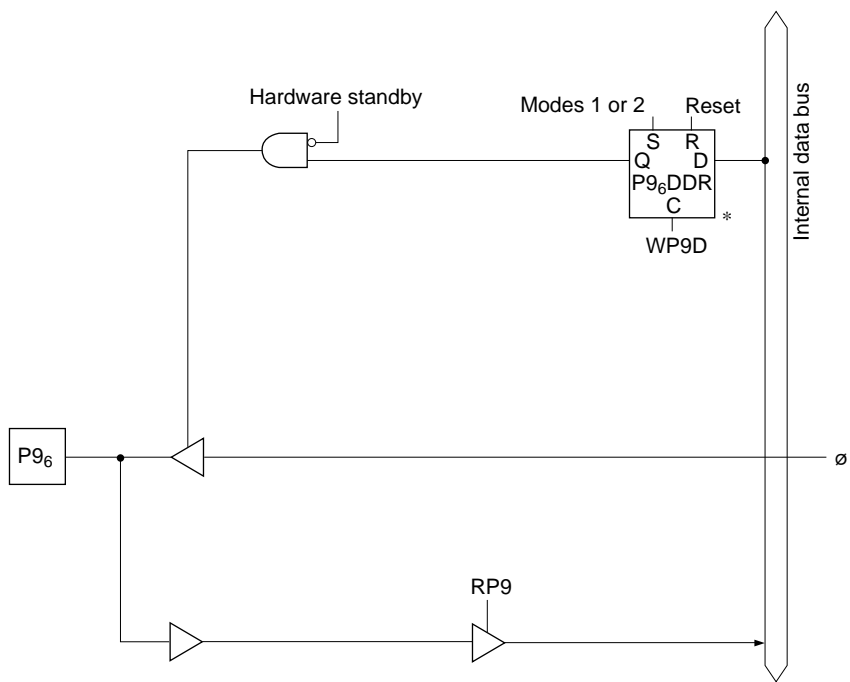 Hardware standby
Modes 1 or 2
Reset
S R
Q D
P9₆DDR
C
*
WP9D
Internal data bus
P9₆
ø
RP9